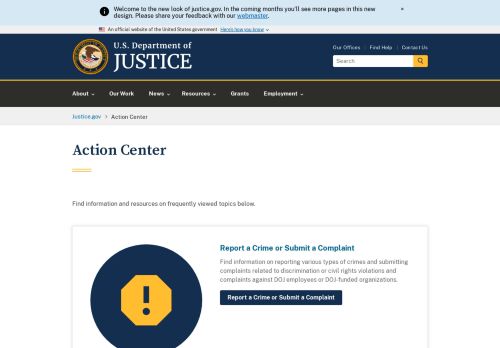 Welcome to the new look of justice.gov. In the coming months you'll see more pages in this new
design. Please share your feedback with our webmaster.
An official website of the United States government Here's how you know
U.S. Department of
JUSTICE
Our Offices | Find Help | Contact Us
Search
About
Our Work
News
Resources
Grants
Employment
Justice.gov > Action Center
Action Center
Find information and resources on frequently viewed topics below.
Report a Crime or Submit a Complaint
Find information on reporting various types of crimes and submitting
complaints related to discrimination or civil rights violations and
complaints against DOJ employees or DOJ-funded organizations.
Report a Crime or Submit a Complaint